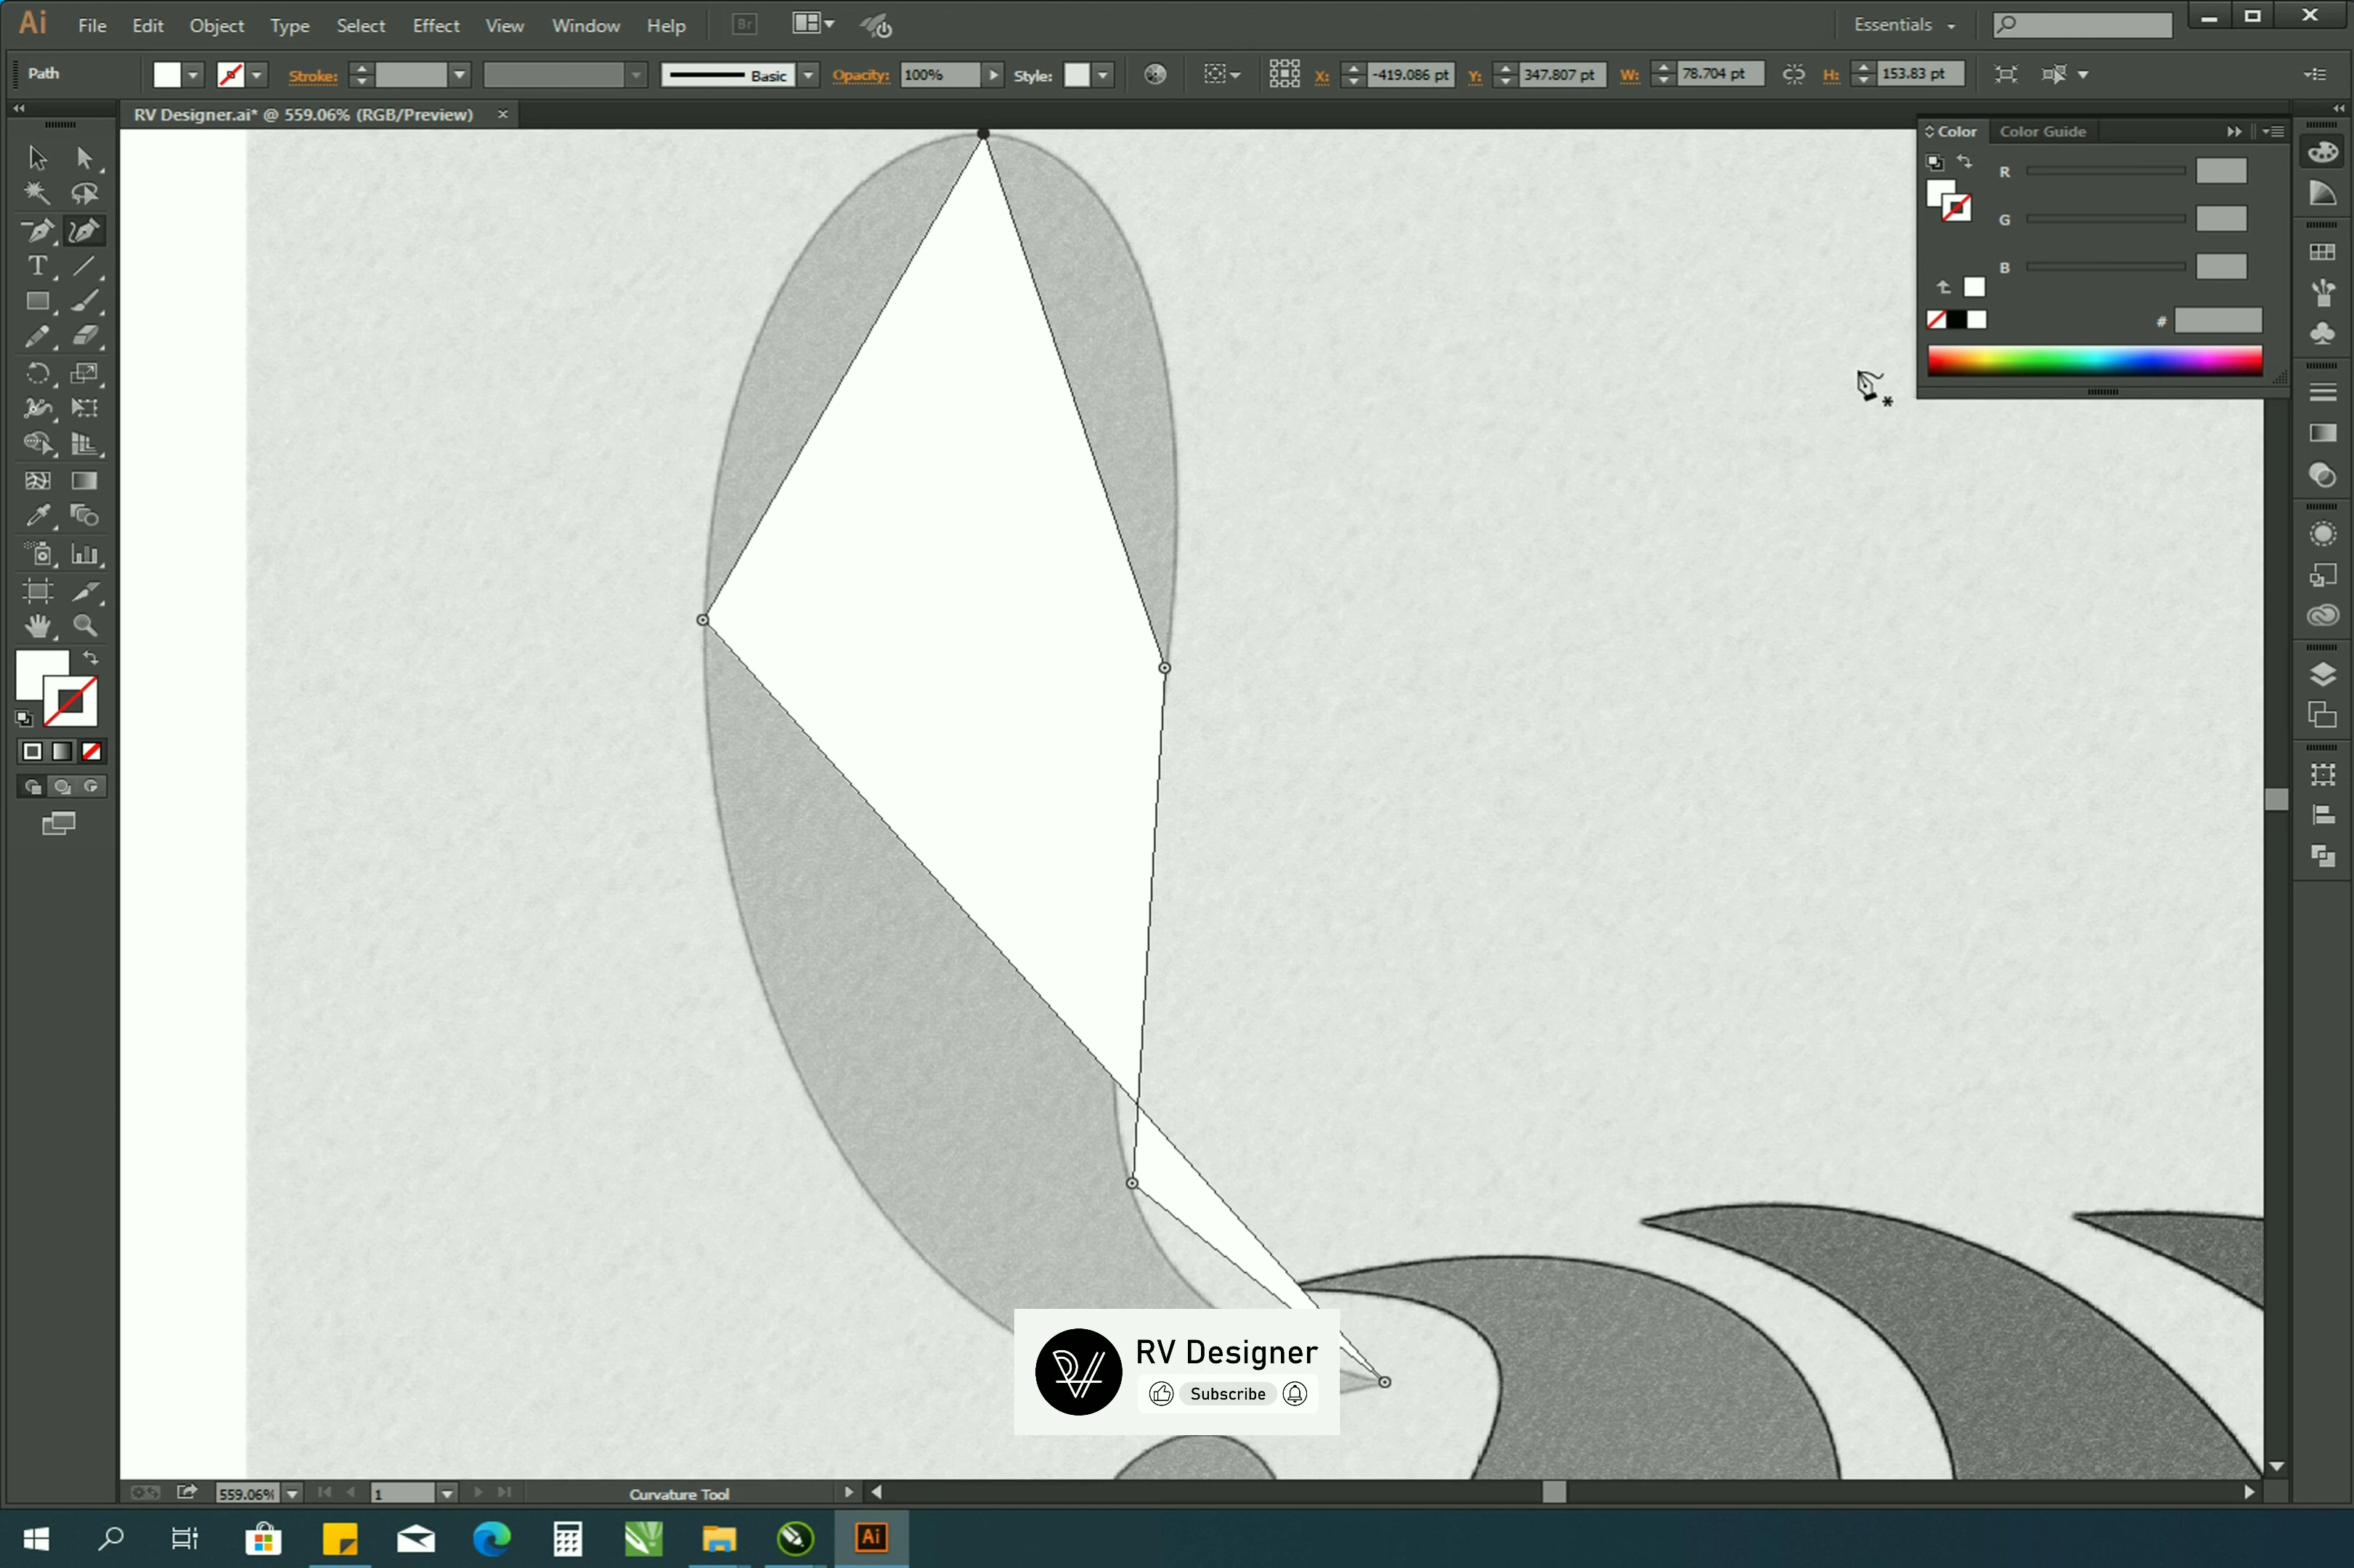 Ai File Edit Object Type Select Effect View Window Help Br Essentials
Path Stroke: Basic Opacity: 100% Style: X: -419.086 pt Y: 347.807 pt W: 78.704 pt H: 153.83 pt
RV Designer.ai* @ 559.06% (RGB/Preview)
Color Color Guide
R
G
B
#
T
RV Designer
Subscribe
559.06% 1 Curvature Tool
Ai